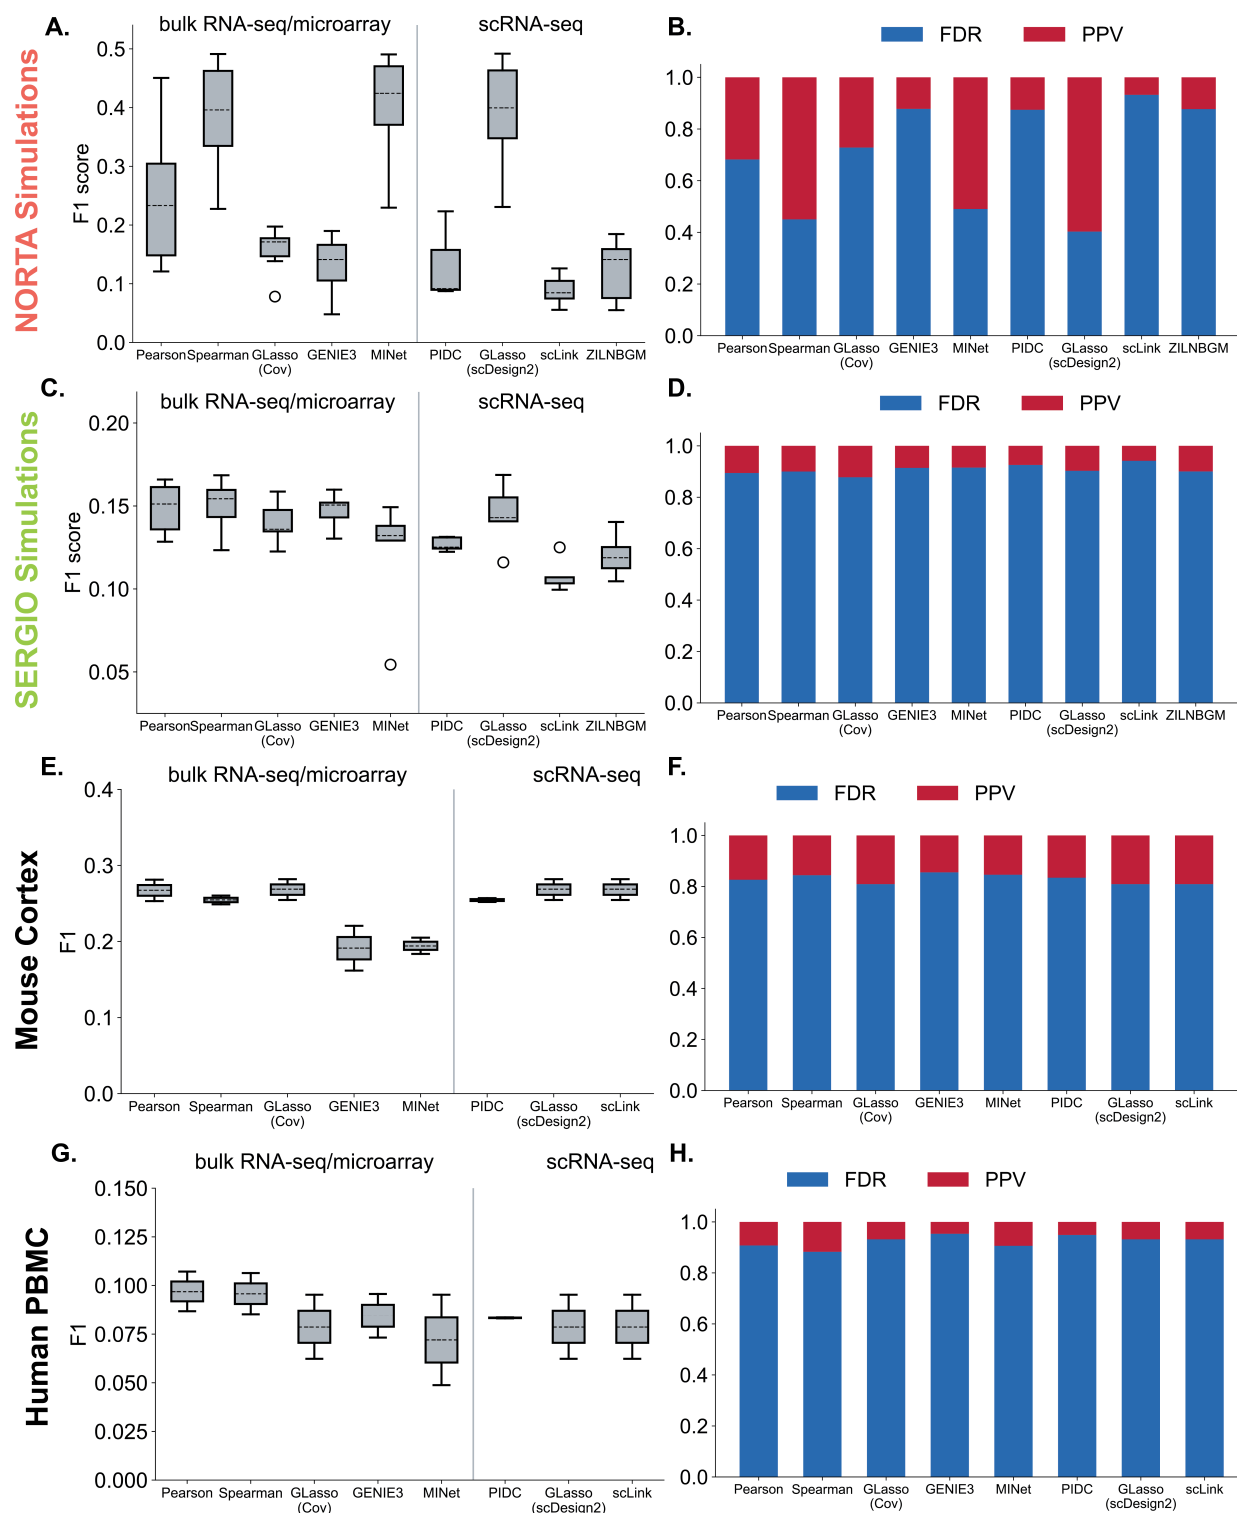 A.
bulk RNA-seq/microarray
scRNA-seq
NORTA Simulations
F1 score
0.5
0.4
0.3
0.2
0.1
0.0
Pearson Spearman GLasso (Cov) GENIE3 MINet PIDC GLasso (scDesign2) scLink ZILNBGM
B.
FDR PPV
1.0
0.8
0.6
0.4
0.2
0.0
Pearson Spearman GLasso (Cov) GENIE3 MINet PIDC GLasso (scDesign2) scLink ZILNBGM
C.
bulk RNA-seq/microarray
scRNA-seq
SERGIO Simulations
F1 score
0.20
0.15
0.10
0.05
Pearson Spearman GLasso (Cov) GENIE3 MINet PIDC GLasso (scDesign2) scLink ZILNBGM
D.
FDR PPV
1.0
0.8
0.6
0.4
0.2
0.0
Pearson Spearman GLasso (Cov) GENIE3 MINet PIDC GLasso (scDesign2) scLink ZILNBGM
E.
bulk RNA-seq/microarray
scRNA-seq
Mouse Cortex
F1
0.4
0.3
0.2
0.1
0.0
Pearson Spearman GLasso (Cov) GENIE3 MINet PIDC GLasso (scDesign2) scLink
F.
FDR PPV
1.0
0.8
0.6
0.4
0.2
0.0
Pearson Spearman GLasso (Cov) GENIE3 MINet PIDC GLasso (scDesign2) scLink
G.
bulk RNA-seq/microarray
scRNA-seq
Human PBMC
F1
0.150
0.125
0.100
0.075
0.050
0.025
0.000
Pearson Spearman GLasso (Cov) GENIE3 MINet PIDC GLasso (scDesign2) scLink
H.
FDR PPV
1.0
0.8
0.6
0.4
0.2
0.0
Pearson Spearman GLasso (Cov) GENIE3 MINet PIDC GLasso (scDesign2) scLink